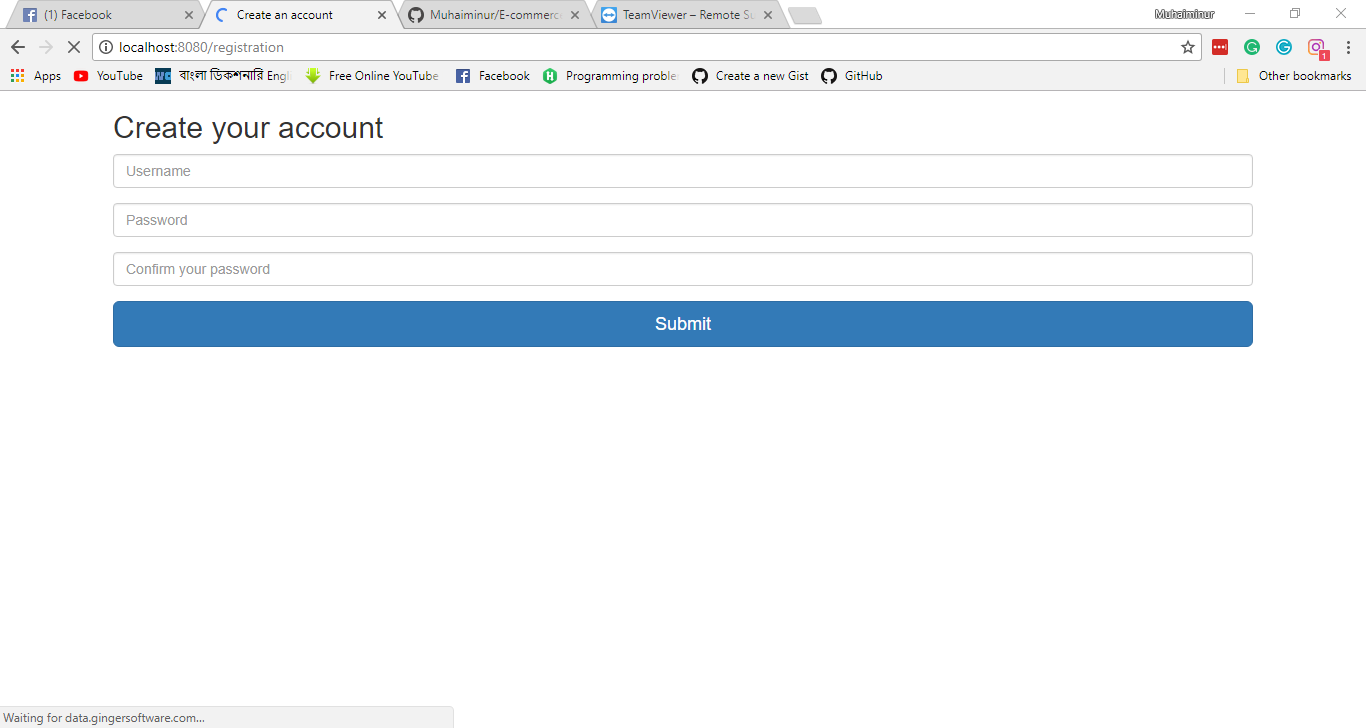 (1) Facebook Create an account Muhaiminur/E-commerc TeamViewer – Remote Su Muhaiminur
localhost:8080/registration 1
Apps YouTube বাংলা ডিকশনারি Engli Free Online YouTube Facebook Programming proble Create a new Gist GitHub Other bookmarks
Create your account
Username
Password
Confirm your password
Submit
Waiting for data.gingersoftware.com...